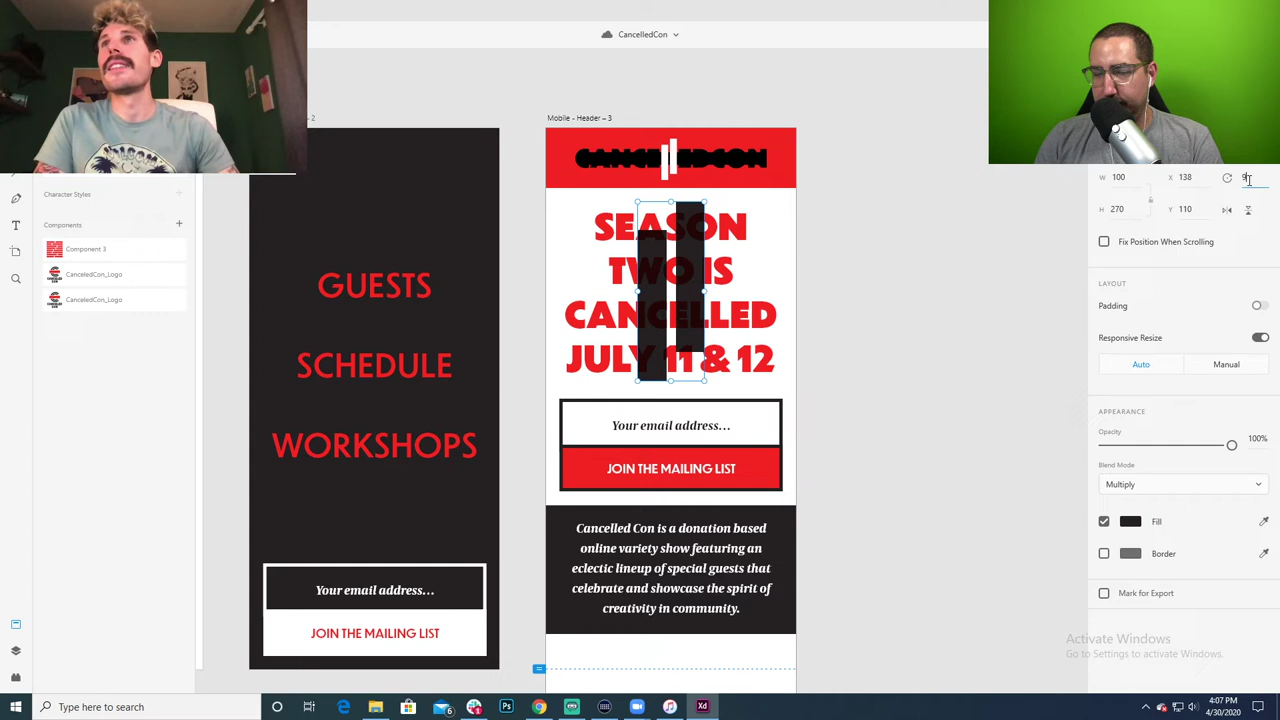 CancelledCon
- 2
Mobile - Header – 3
Character Styles
Components
Component 3
CanceledCon_Logo
CanceledCon_Logo
GUESTS
SCHEDULE
WORKSHOPS
Your email address...
JOIN THE MAILING LIST
CANCELLEDCON
SEASON
TWO IS
CANCELLED
JULY 11 & 12
Your email address...
JOIN THE MAILING LIST
Cancelled Con is a donation based
online variety show featuring an
eclectic lineup of special guests that
celebrate and showcase the spirit of
creativity in community.
W 100 X 138 9
H 270 Y 110
Fix Position When Scrolling
LAYOUT
Padding
Responsive Resize
Auto Manual
APPEARANCE
Opacity
100%
Blend Mode
Multiply
Fill
Border
Mark for Export
Activate Windows
Go to Settings to activate Windows.
Type here to search
4:07 PM
4/30/2020